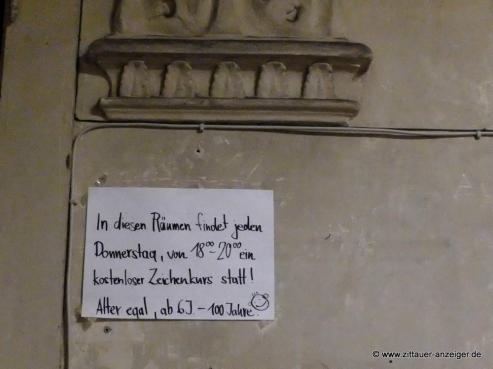 In diesen Räumen findet jeden
Donnerstag, von 18⁰⁰-20⁰⁰ ein
kostenloser Zeichenkurs statt!
Alter egal, ab 6 J. - 100 Jahre.
© www.zittauer-anzeiger.de